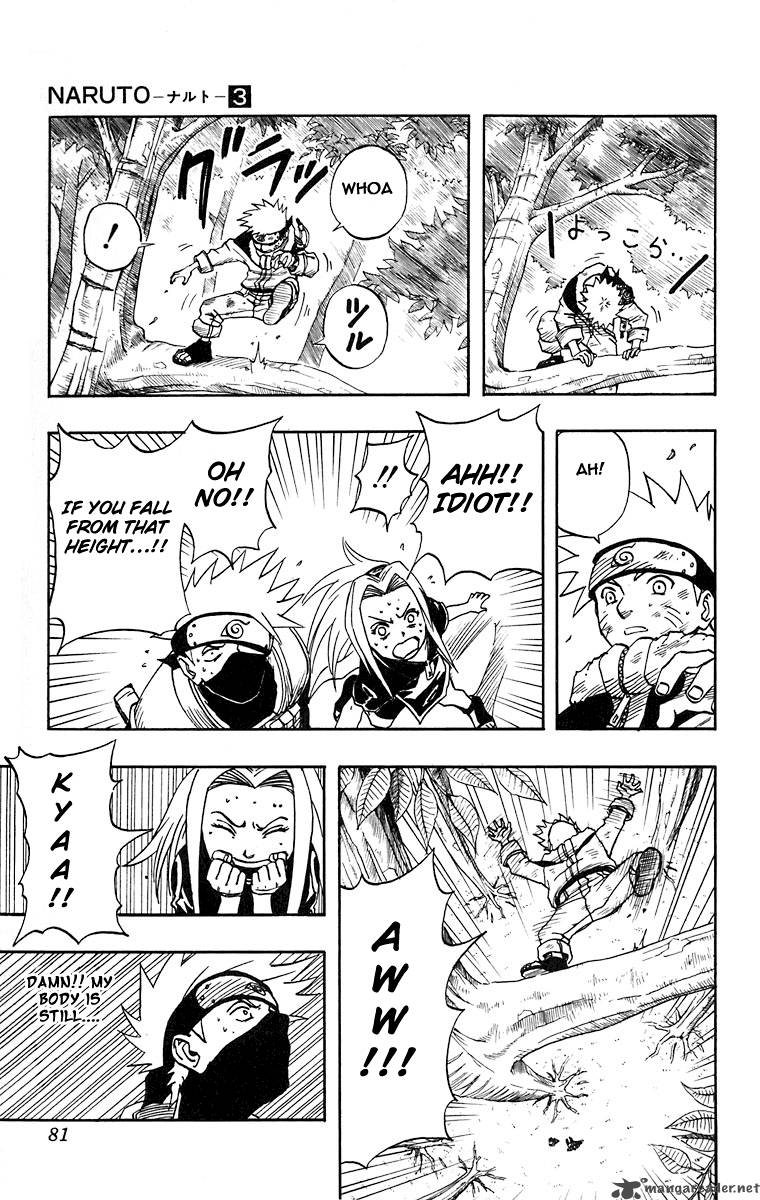 NARUTO—ナルト—3
よっこら··
WHOA
グラッ
!
ツル
AH!
AHH!!
IDIOT!!
!!
OH
NO!!
IF YOU FALL
FROM THAT
HEIGHT...!!
AWW!!!
KYAA!!
DAMN!! MY
BODY IS
STILL....
81
mangareader.net